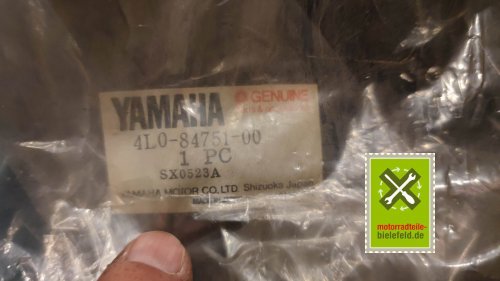 YAMAHA
GENUINE
4L0-84751-00
1 PC
SX0523A
YAMAHA MOTOR CO., LTD Shizuoka Japan
motorradteile-
bielefeld.de